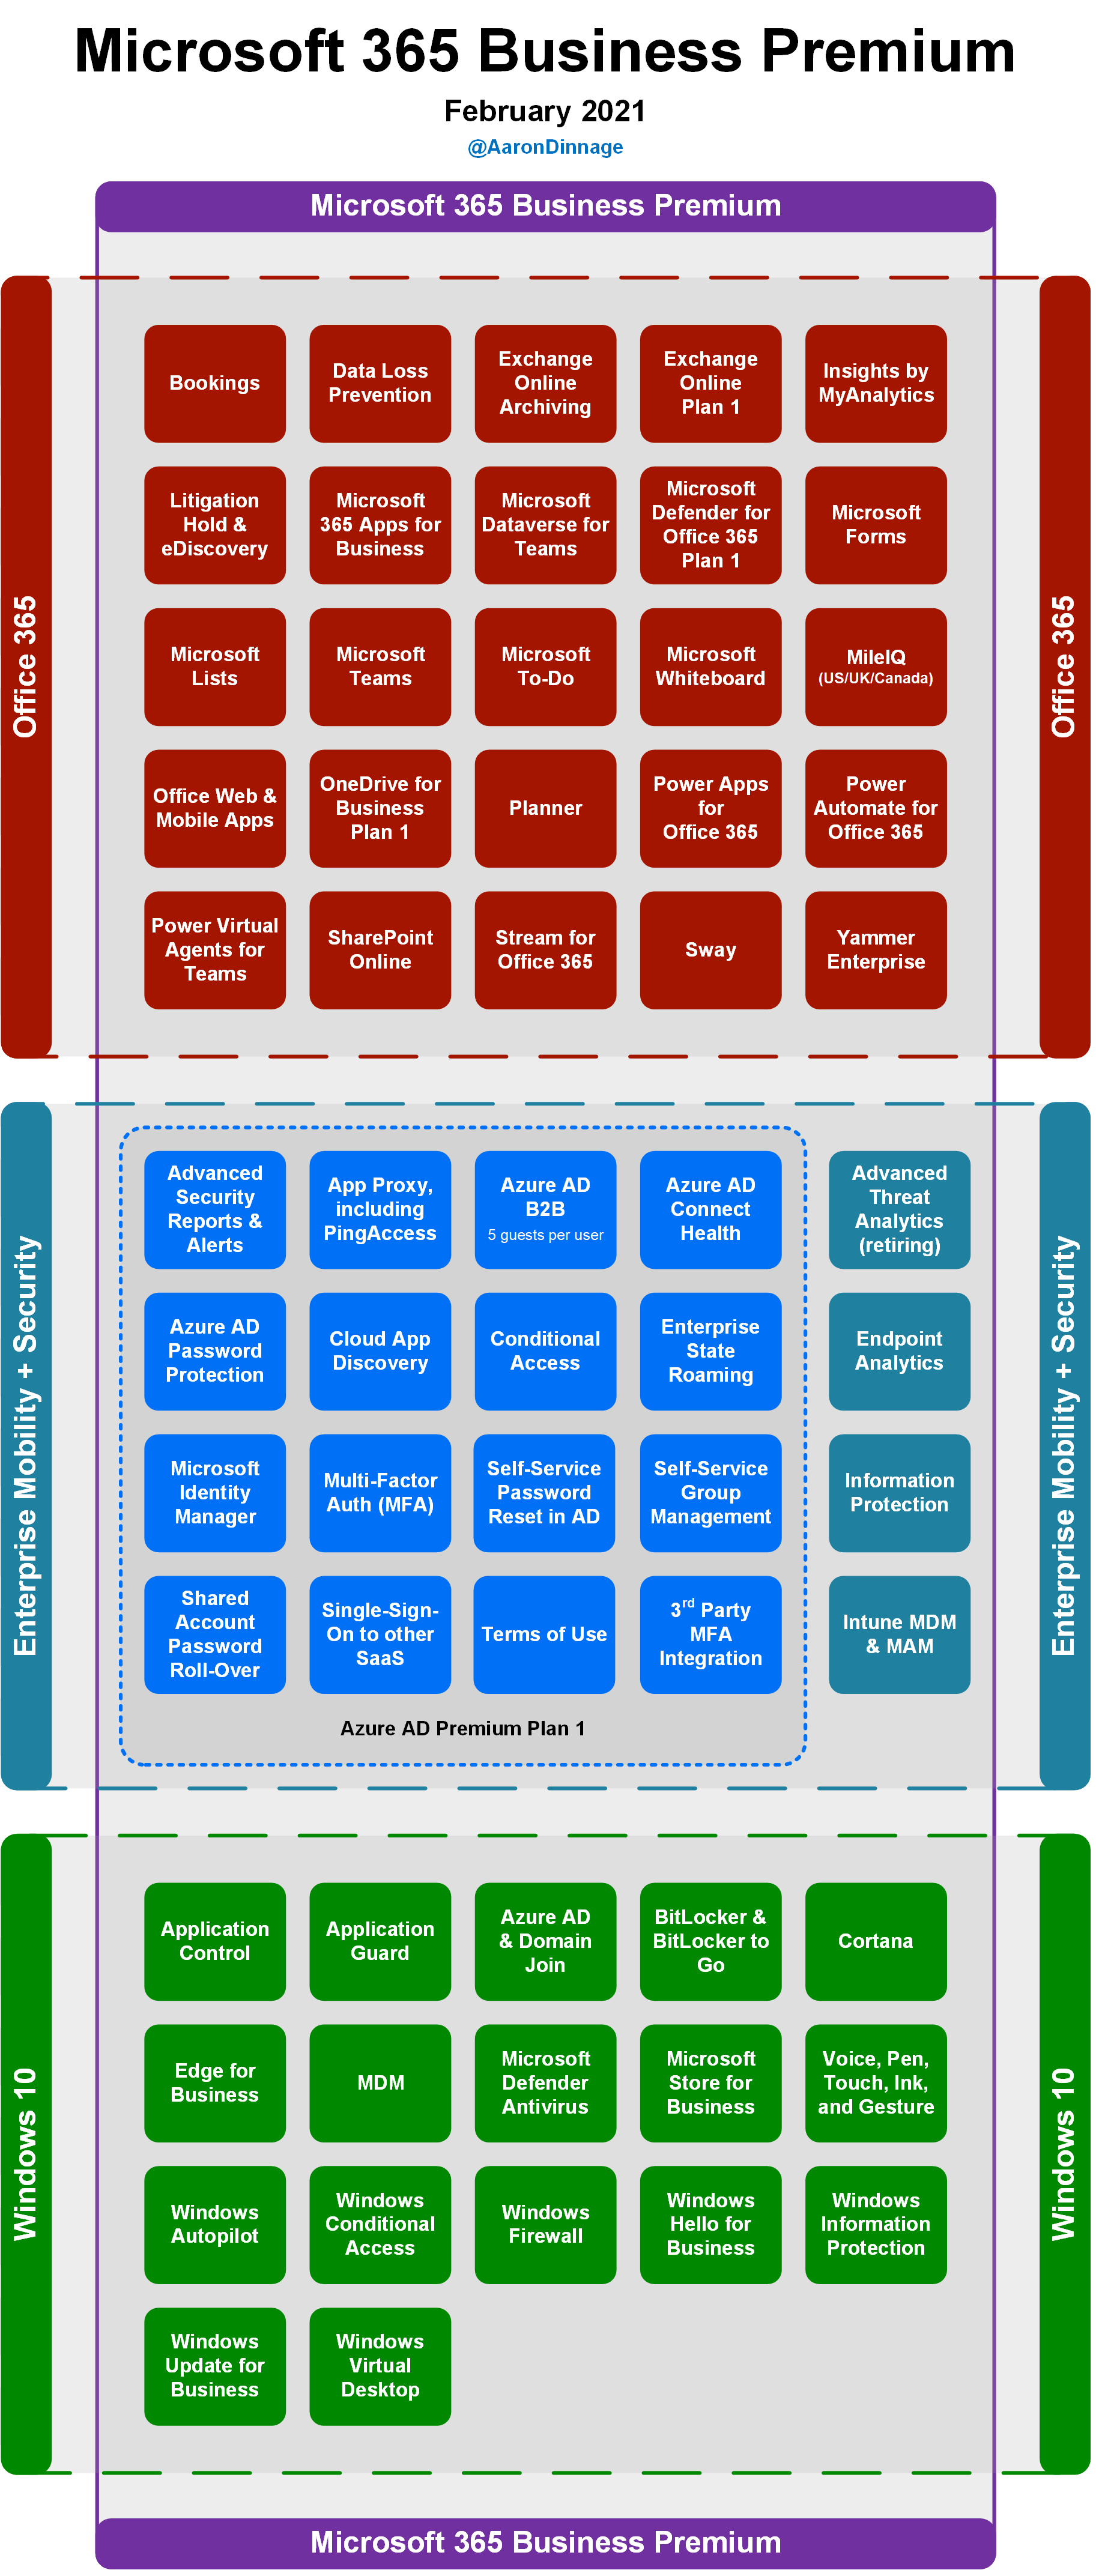 Microsoft 365 Business Premium
February 2021
@AaronDinnage
Microsoft 365 Business Premium
Office 365
Office 365
Bookings
Data Loss
Prevention
Exchange
Online
Archiving
Exchange
Online
Plan 1
Insights by
MyAnalytics
Litigation
Hold &
eDiscovery
Microsoft
365 Apps for
Business
Microsoft
Dataverse for
Teams
Microsoft
Defender for
Office 365
Plan 1
Microsoft
Forms
Microsoft
Lists
Microsoft
Teams
Microsoft
To-Do
Microsoft
Whiteboard
MileIQ
(US/UK/Canada)
Office Web &
Mobile Apps
OneDrive for
Business
Plan 1
Planner
Power Apps
for
Office 365
Power
Automate for
Office 365
Power Virtual
Agents for
Teams
SharePoint
Online
Stream for
Office 365
Sway
Yammer
Enterprise
Enterprise Mobility + Security
Enterprise Mobility + Security
Advanced
Security
Reports &
Alerts
App Proxy,
including
PingAccess
Azure AD
B2B
5 guests per user
Azure AD
Connect
Health
Advanced
Threat
Analytics
(retiring)
Azure AD
Password
Protection
Cloud App
Discovery
Conditional
Access
Enterprise
State
Roaming
Endpoint
Analytics
Microsoft
Identity
Manager
Multi-Factor
Auth (MFA)
Self-Service
Password
Reset in AD
Self-Service
Group
Management
Information
Protection
Shared
Account
Password
Roll-Over
Single-Sign-
On to other
SaaS
Terms of Use
3rd Party
MFA
Integration
Intune MDM
& MAM
Azure AD Premium Plan 1
Windows 10
Windows 10
Application
Control
Application
Guard
Azure AD
& Domain
Join
BitLocker &
BitLocker to
Go
Cortana
Edge for
Business
MDM
Microsoft
Defender
Antivirus
Microsoft
Store for
Business
Voice, Pen,
Touch, Ink,
and Gesture
Windows
Autopilot
Windows
Conditional
Access
Windows
Firewall
Windows
Hello for
Business
Windows
Information
Protection
Windows
Update for
Business
Windows
Virtual
Desktop
Microsoft 365 Business Premium